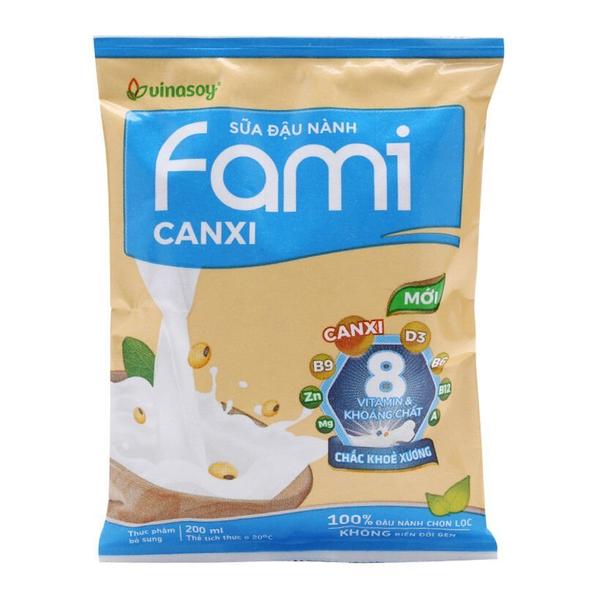 vinasoy
SỮA ĐẬU NÀNH
Fami
CANXI
MỚI
CANXI
D3
B9
B6
8
Zn
B12
VITAMIN &
KHOÁNG CHẤT
Mg
A
CHẮC KHOẺ XƯƠNG
100% ĐẬU NÀNH CHỌN LỌC
KHÔNG BIẾN ĐỔI GEN
Thực phẩm
bổ sung
200 ml
Thể tích thực ở 20°C